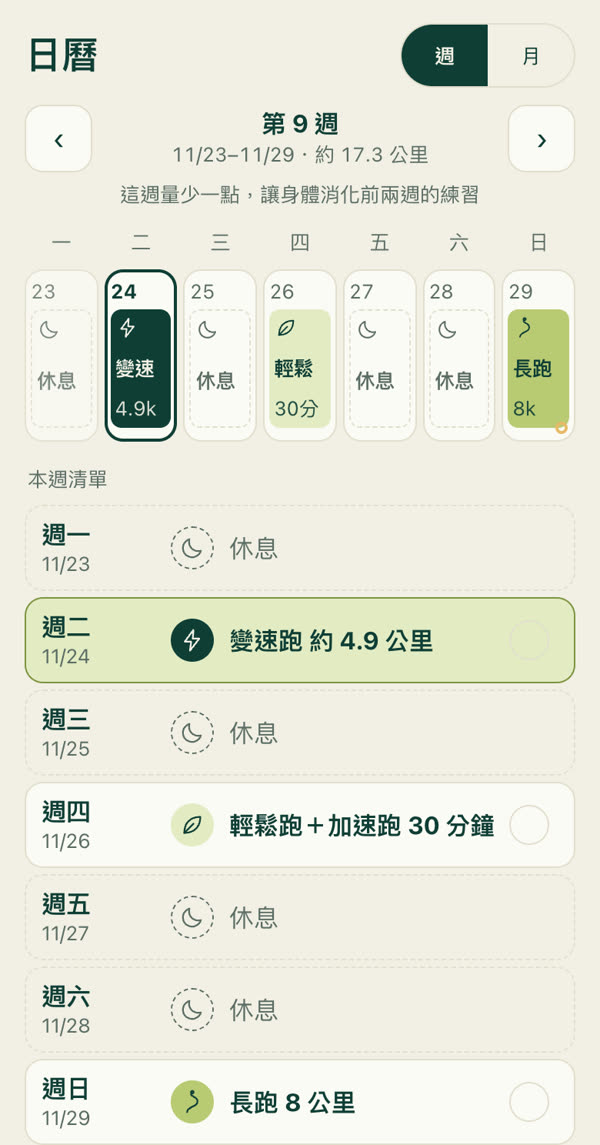 日曆
週 月
‹ 第 9 週 ›
11/23–11/29 · 約 17.3 公里
這週量少一點，讓身體消化前兩週的練習
一 二 三 四 五 六 日
23 24 25 26 27 28 29
休息 變速 休息 輕鬆 休息 休息 長跑
4.9k 30分 8k
本週清單
週一
11/23
休息
週二
11/24
變速跑 約 4.9 公里
週三
11/25
休息
週四
11/26
輕鬆跑＋加速跑 30 分鐘
週五
11/27
休息
週六
11/28
休息
週日
11/29
長跑 8 公里